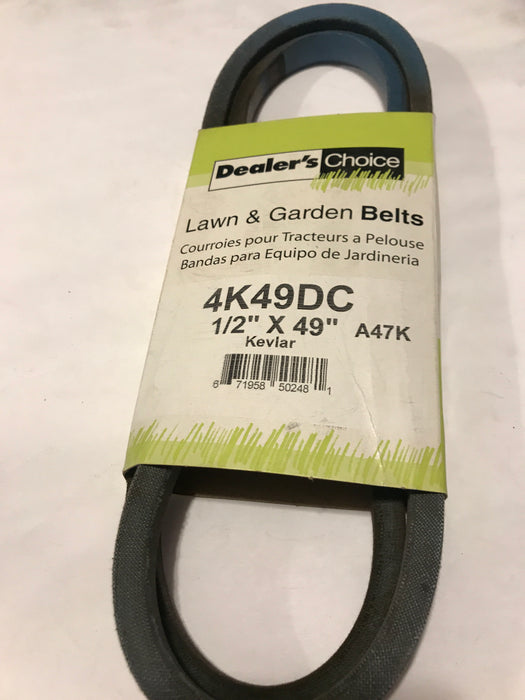 Dealer's Choice
Lawn & Garden Belts
Courroies pour Tracteurs a Pelouse
Bandas para Equipo de Jardineria
4K49DC
1/2" X 49" A47K
Kevlar
6 71958 50248 1